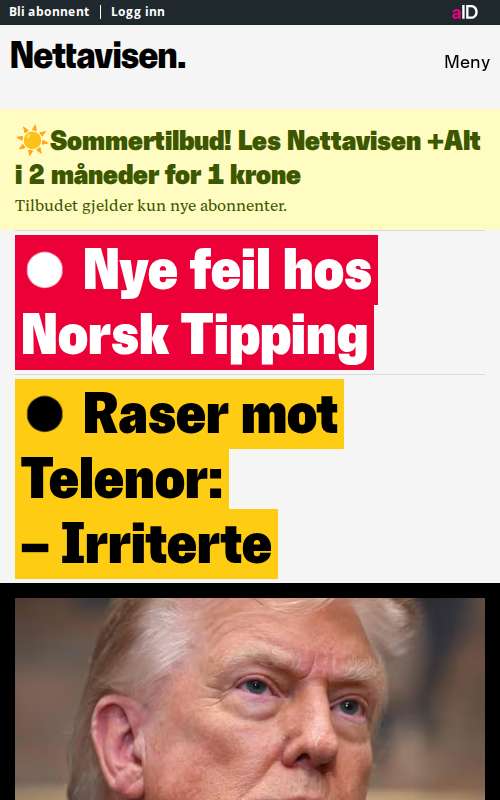 Bli abonnent | Logg inn
aID
Nettavisen.
Meny
☀️Sommertilbud! Les Nettavisen +Alt
i 2 måneder for 1 krone
Tilbudet gjelder kun nye abonnenter.
Nye feil hos
Norsk Tipping
Raser mot
Telenor:
– Irriterte